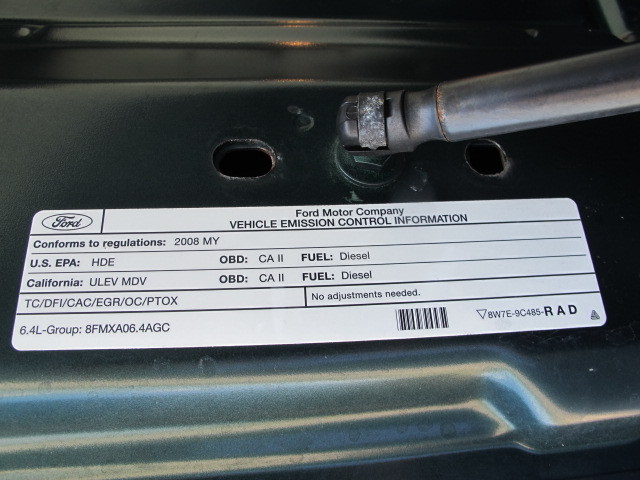 Ford
Ford Motor Company
VEHICLE EMISSION CONTROL INFORMATION
Conforms to regulations: 2008 MY
U.S. EPA: HDE OBD: CA II FUEL: Diesel
California: ULEV MDV OBD: CA II FUEL: Diesel
TC/DFI/CAC/EGR/OC/PTOX No adjustments needed.
6.4L-Group: 8FMXA06.4AGC ▽8W7E-9C485-R A D